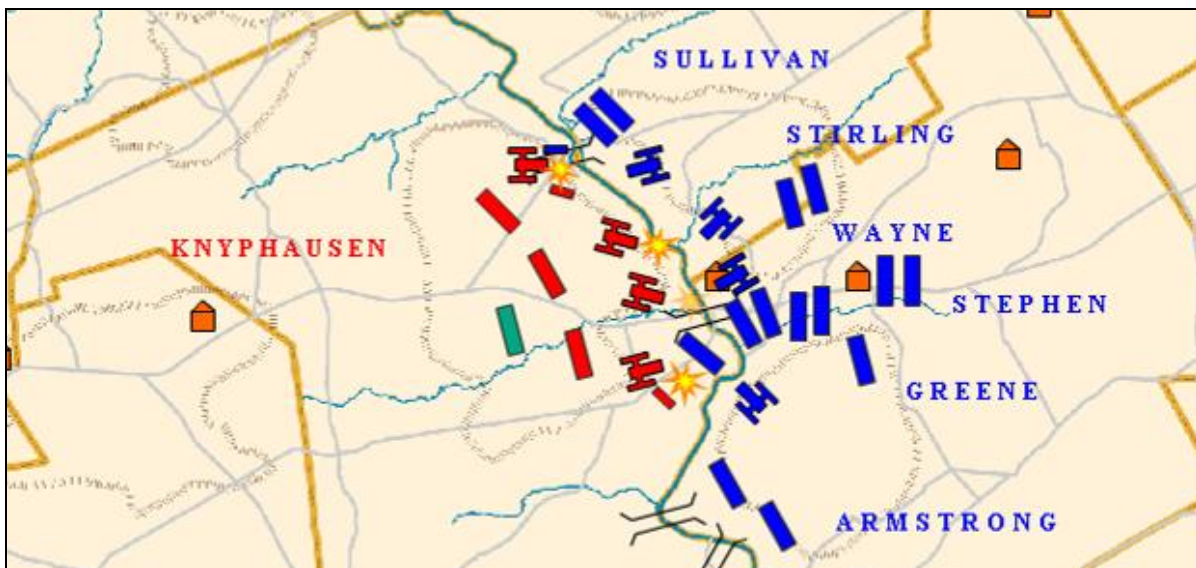 SULLIVAN
STIRLING
WAYNE
KNYPHAUSEN
STEPHEN
GREENE
ARMSTRONG